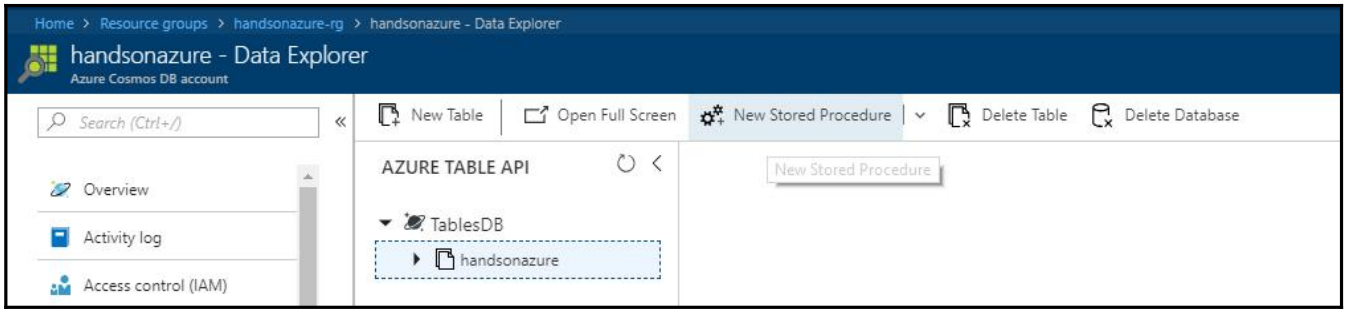 Home > Resource groups > handsonazure-rg > handsonazure - Data Explorer
handsonazure - Data Explorer
Azure Cosmos DB account
Search (Ctrl+/)
«
New Table
Open Full Screen
New Stored Procedure
Delete Table
Delete Database
Overview
Activity log
Access control (IAM)
AZURE TABLE API
TablesDB
handsonazure
New Stored Procedure